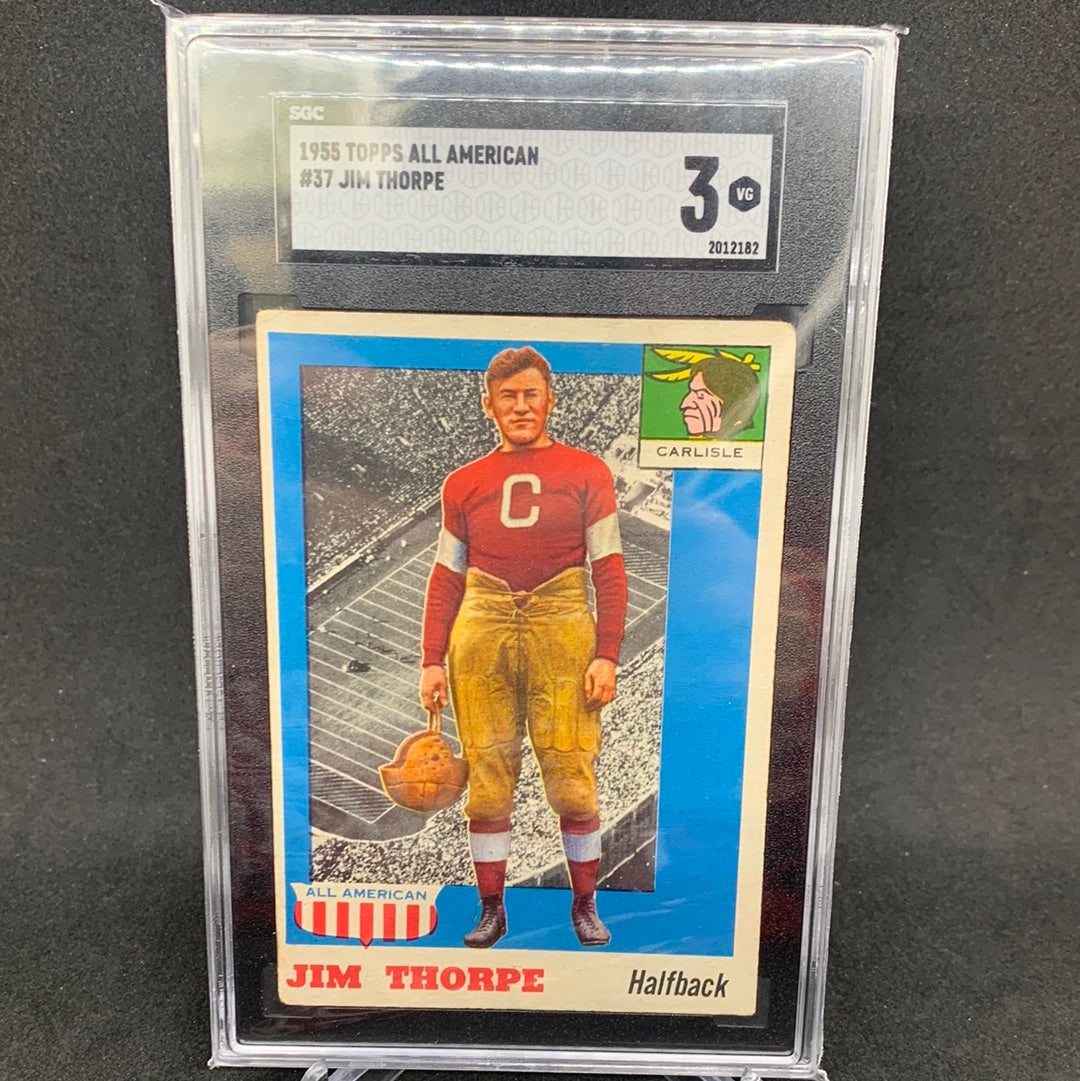 SGC
1955 TOPPS ALL AMERICAN
#37 JIM THORPE
3 VG
2012182
CARLISLE
C
ALL AMERICAN
JIM THORPE Halfback